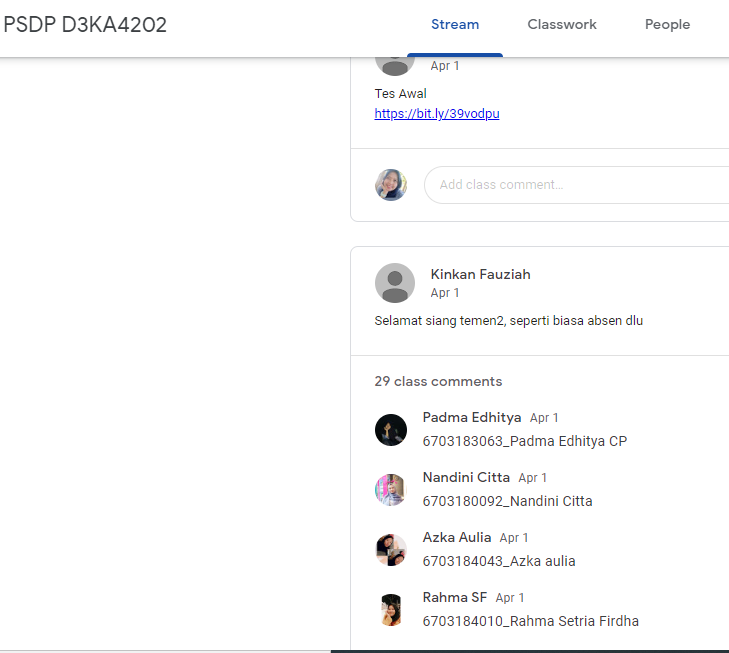 PSDP D3KA4202
Stream
Classwork
People
Apr 1
Tes Awal
https://bit.ly/39vodpu
Add class comment...
Kinkan Fauziah
Apr 1
Selamat siang temen2, seperti biasa absen dlu
29 class comments
Padma Edhitya Apr 1
6703183063_Padma Edhitya CP
Nandini Citta Apr 1
6703180092_Nandini Citta
Azka Aulia Apr 1
6703184043_Azka aulia
Rahma SF Apr 1
6703184010_Rahma Setria Firdha